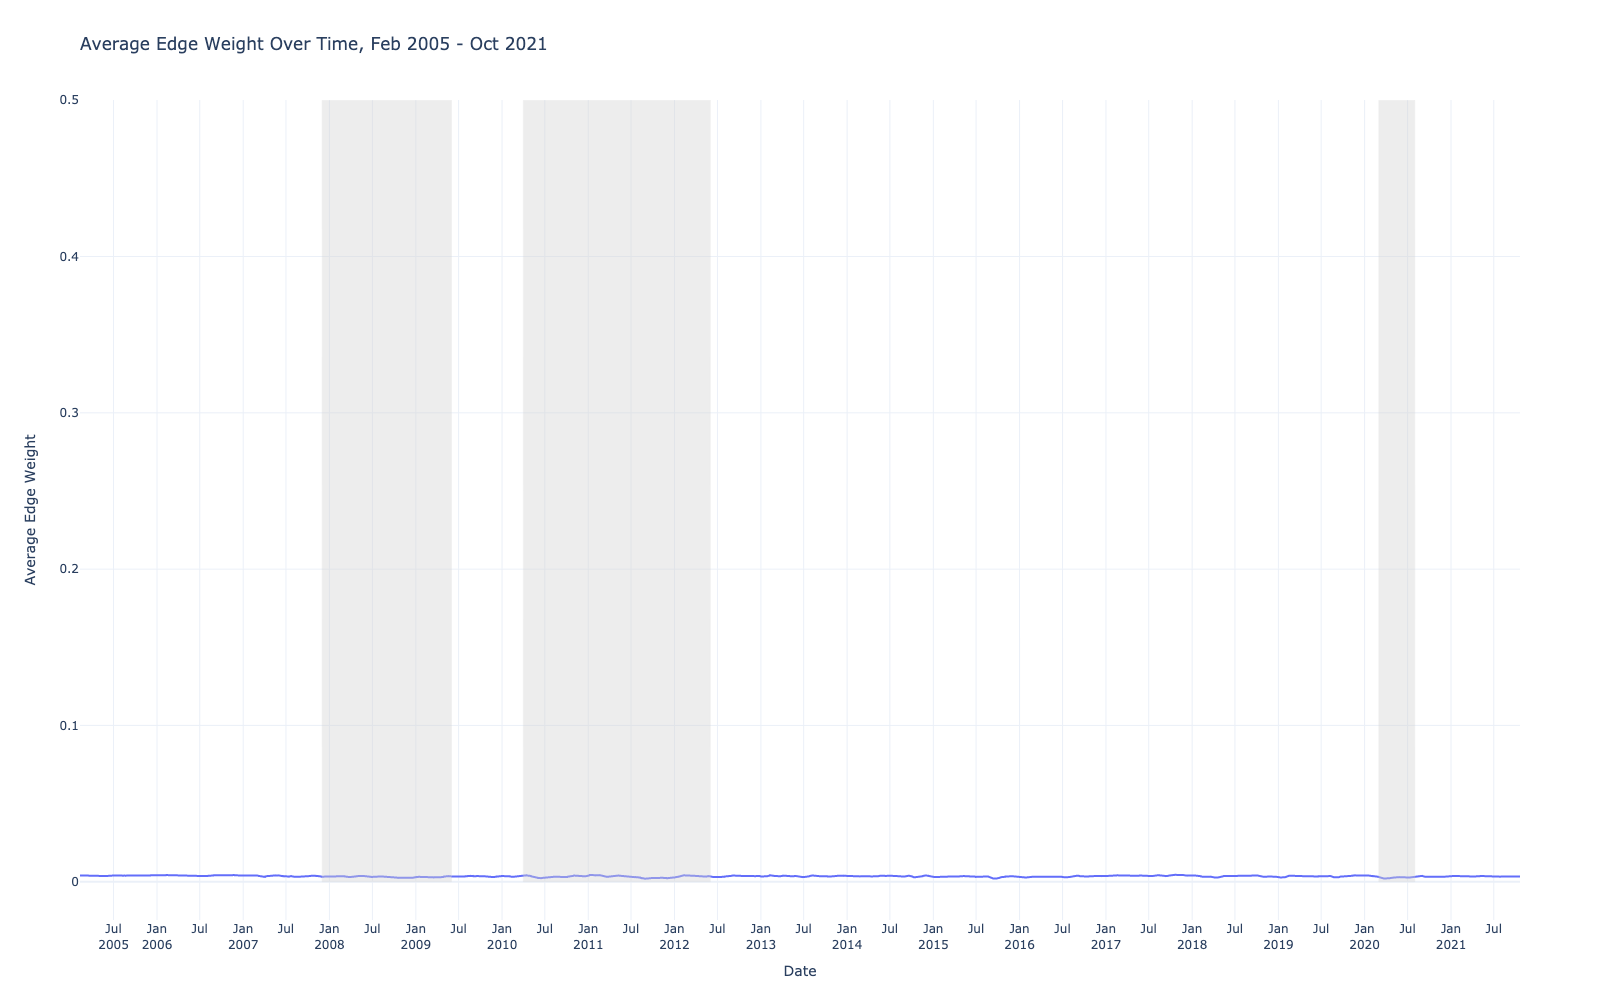 Average Edge Weight Over Time, Feb 2005 - Oct 2021
0.5
0.4
0.3
0.2
0.1
0
Average Edge Weight
Jul Jan Jul Jan Jul Jan Jul Jan Jul Jan Jul Jan Jul Jan Jul Jan Jul Jan Jul Jan Jul Jan Jul Jan Jul Jan Jul Jan Jul Jan Jul Jan Jul
2005 2006 2007 2008 2009 2010 2011 2012 2013 2014 2015 2016 2017 2018 2019 2020 2021
Date